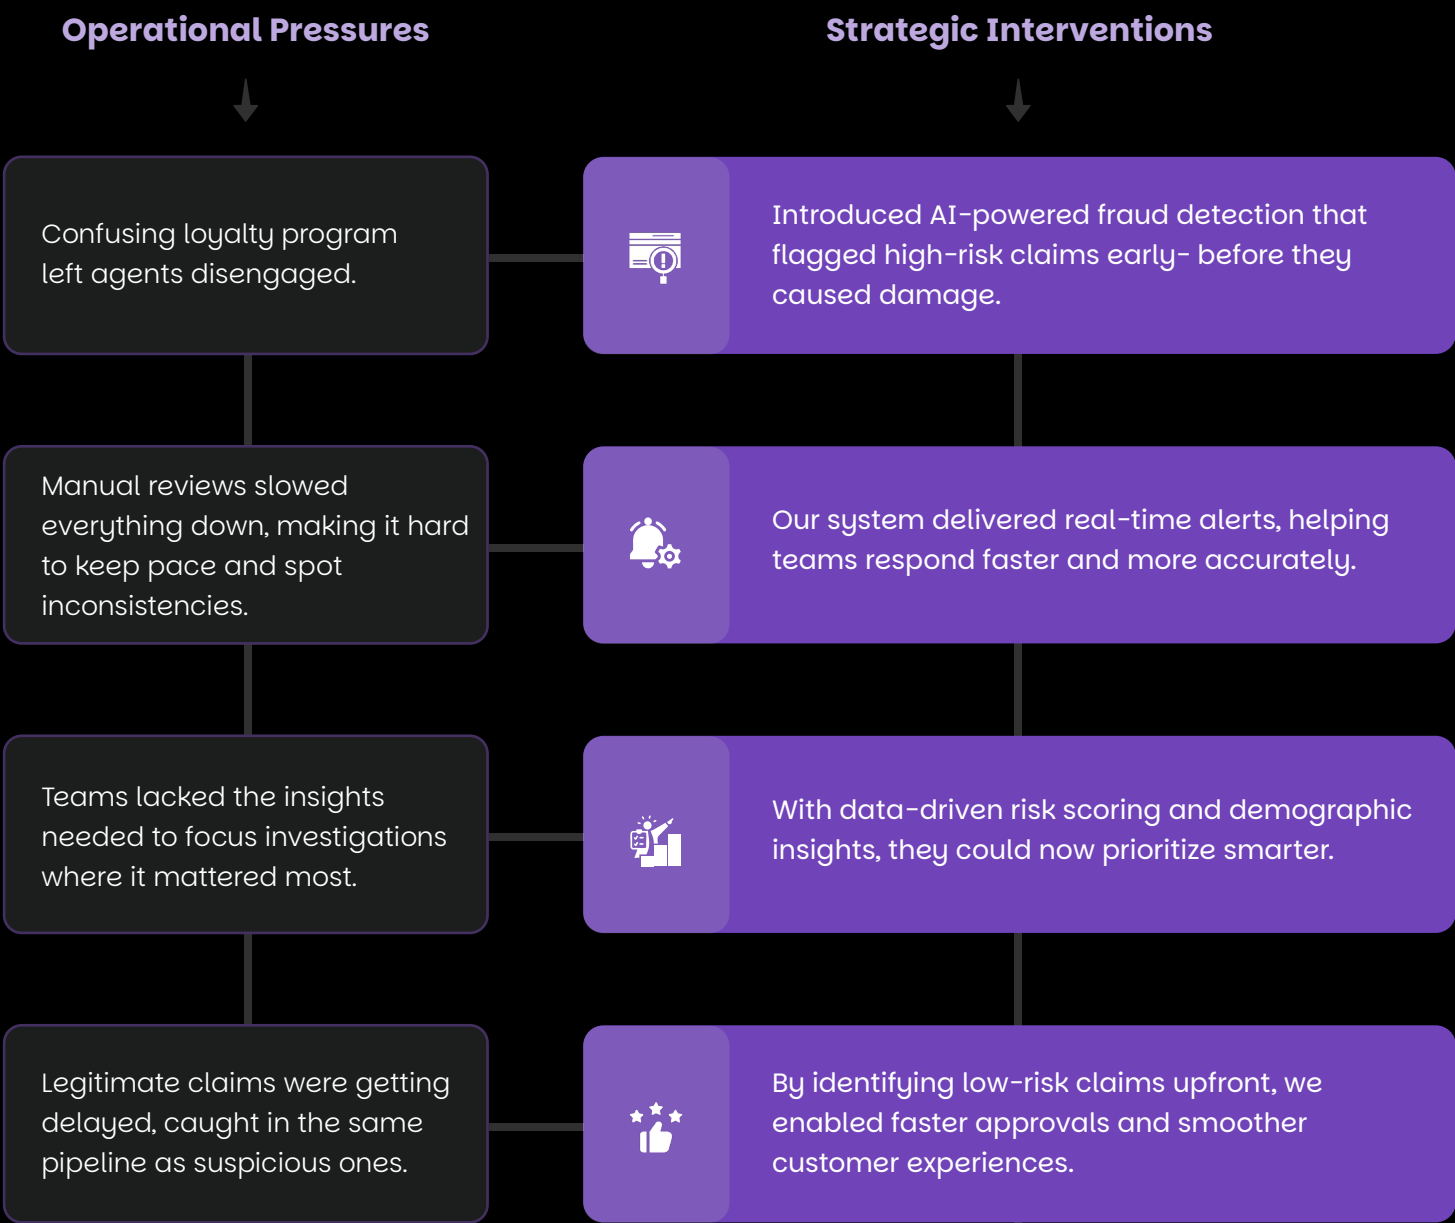 Operational Pressures
Strategic Interventions
Confusing loyalty program
left agents disengaged.
Introduced AI-powered fraud detection that
flagged high-risk claims early- before they
caused damage.
Manual reviews slowed
everything down, making it hard
to keep pace and spot
inconsistencies.
Our system delivered real-time alerts, helping
teams respond faster and more accurately.
Teams lacked the insights
needed to focus investigations
where it mattered most.
With data-driven risk scoring and demographic
insights, they could now prioritize smarter.
Legitimate claims were getting
delayed, caught in the same
pipeline as suspicious ones.
By identifying low-risk claims upfront, we
enabled faster approvals and smoother
customer experiences.